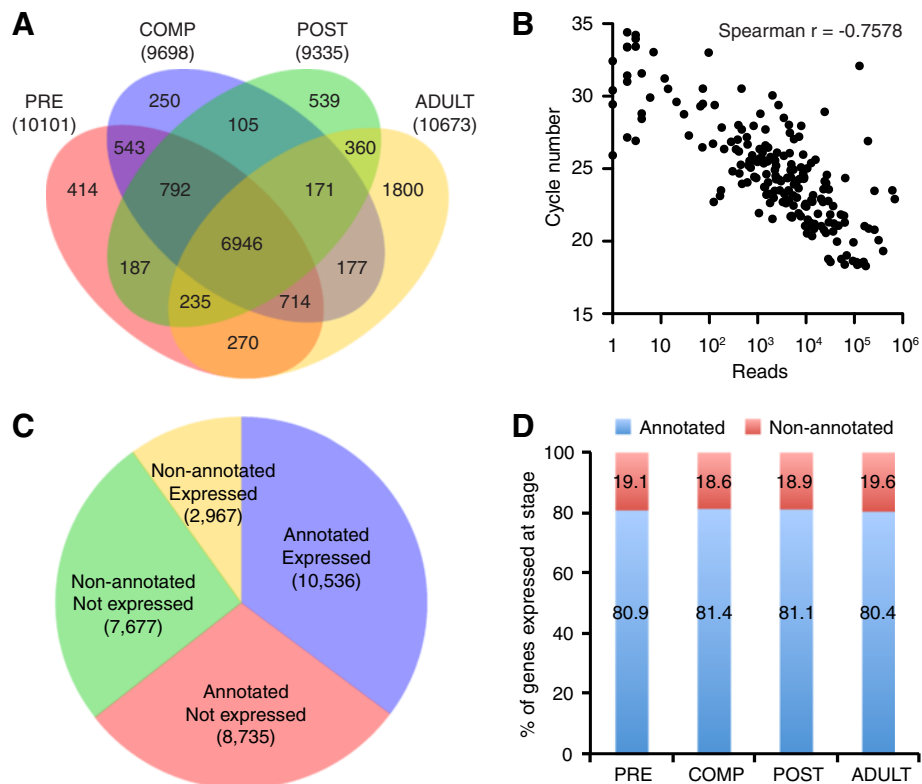 A
COMP
(9698)
POST
(9335)
PRE
(10101)
ADULT
(10673)
250
539
105
543
360
414
792
171
1800
6946
187
177
235
714
270
B
Spearman r = -0.7578
Cycle number
35
30
25
20
15
1
10
10²
10³
10⁴
10⁵
10⁶
Reads
C
Non-annotated
Expressed
(2,967)
Annotated
Expressed
(10,536)
Non-annotated
Not expressed
(7,677)
Annotated
Not expressed
(8,735)
D
Annotated
Non-annotated
% of genes expressed at stage
100
80
60
40
20
0
19.1
18.6
18.9
19.6
80.9
81.4
81.1
80.4
PRE
COMP
POST
ADULT